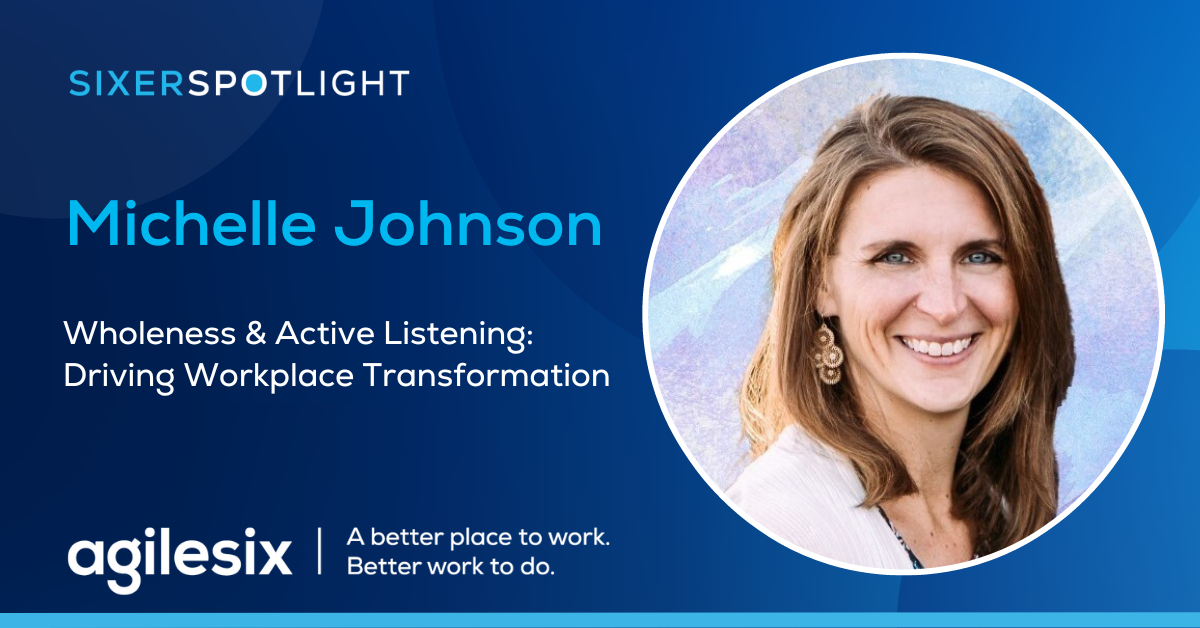 SIXERSPOTLIGHT
Michelle Johnson
Wholeness & Active Listening:
Driving Workplace Transformation
agilesix | A better place to work.
Better work to do.